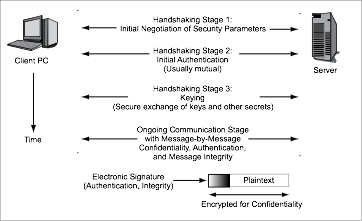 Handshaking Stage 1:
Initial Negotiation of Security Parameters
Client PC
Handshaking Stage 2:
Initial Authentication
(Usually mutual)
Server
Handshaking Stage 3:
Keying
(Secure exchange of keys and other secrets)
Time
Ongoing Communication Stage
with Message-by-Message
Confidentiality, Authentication,
and Message Integrity
Electronic Signature
(Authentication, Integrity)
Plaintext
Encrypted for Confidentiality